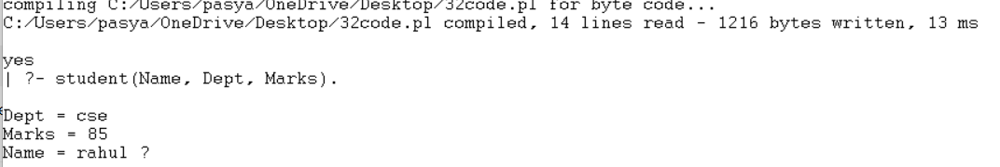 compiling C:/Users/pasya/OneDrive/Desktop/32code.pl for byte code...
C:/Users/pasya/OneDrive/Desktop/32code.pl compiled, 14 lines read - 1216 bytes written, 13 ms
yes
| ?- student(Name, Dept, Marks).
Dept = cse
Marks = 85
Name = rahul ?